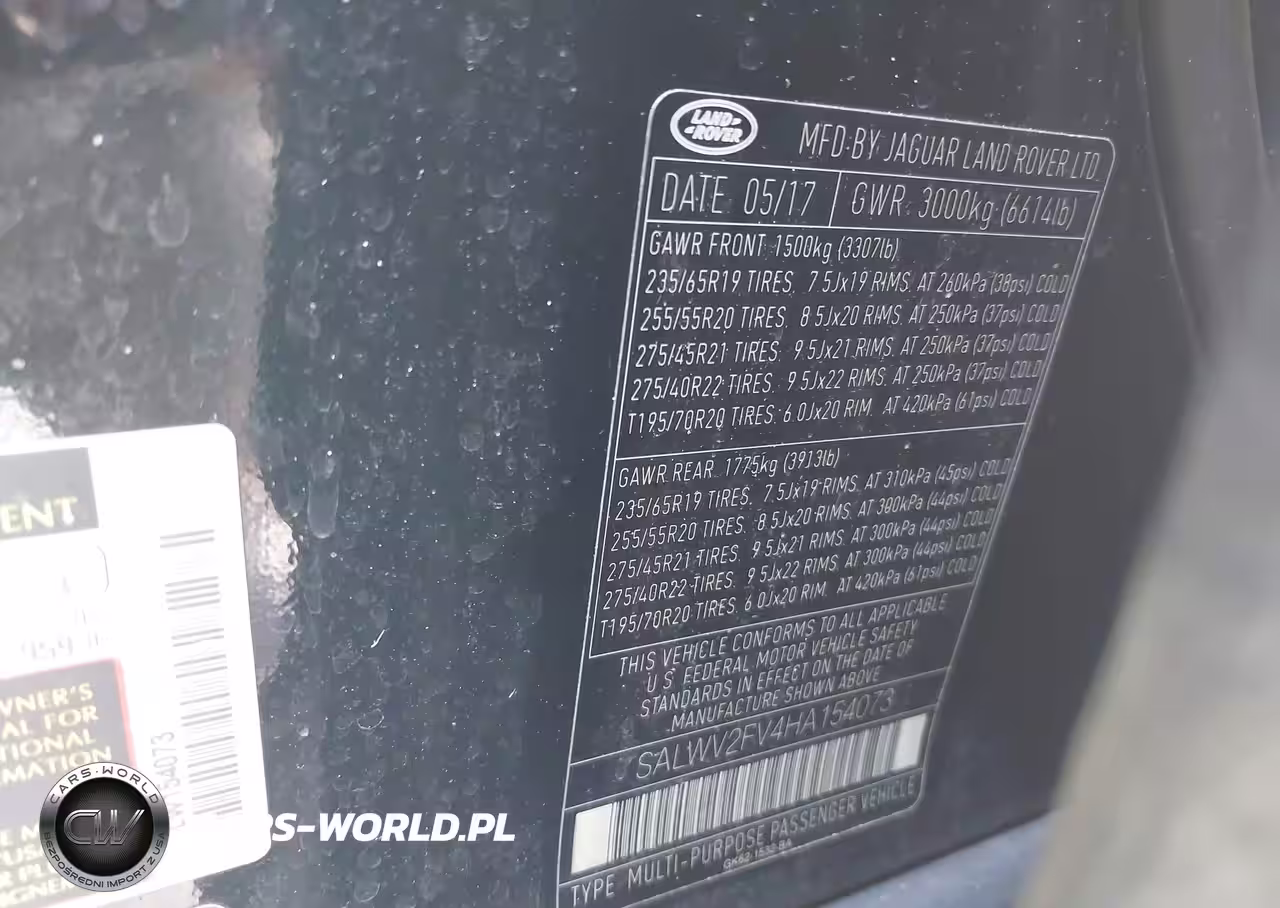 LAND ROVER
MFD BY JAGUAR LAND ROVER LTD.
DATE 05/17 GWR 3000kg (6614lb)
GAWR FRONT 1500kg (3307lb)
235/65R19 TIRES. 7.5Jx19 RIMS. AT 260kPa (38psi) COLD
255/55R20 TIRES. 8.5Jx20 RIMS. AT 250kPa (37psi) COLD
275/45R21 TIRES. 9.5Jx21 RIMS. AT 250kPa (37psi) COLD
275/40R22 TIRES. 9.5Jx22 RIMS. AT 250kPa (37psi) COLD
T195/70R20 TIRES. 6.0Jx20 RIM. AT 420kPa (61psi) COLD
GAWR REAR 1775kg (3913lb)
235/65R19 TIRES. 7.5Jx19 RIMS. AT 310kPa (45psi) COLD
255/55R20 TIRES. 8.5Jx20 RIMS. AT 300kPa (44psi) COLD
275/45R21 TIRES. 9.5Jx21 RIMS. AT 300kPa (44psi) COLD
275/40R22 TIRES. 9.5Jx22 RIMS. AT 300kPa (44psi) COLD
T195/70R20 TIRES. 6.0Jx20 RIM. AT 420kPa (61psi) COLD
THIS VEHICLE CONFORMS TO ALL APPLICABLE
U.S. FEDERAL MOTOR VEHICLE SAFETY
STANDARDS IN EFFECT ON THE DATE OF
MANUFACTURE SHOWN ABOVE
SALWV2FV4HA154073
TYPE MULTI-PURPOSE PASSENGER VEHICLE
ENT
WNER'S
AL FOR
TIONAL
MATION
CARS-WORLD
CW
BEZPOŚREDNI IMPORT Z USA
RS-WORLD.PL